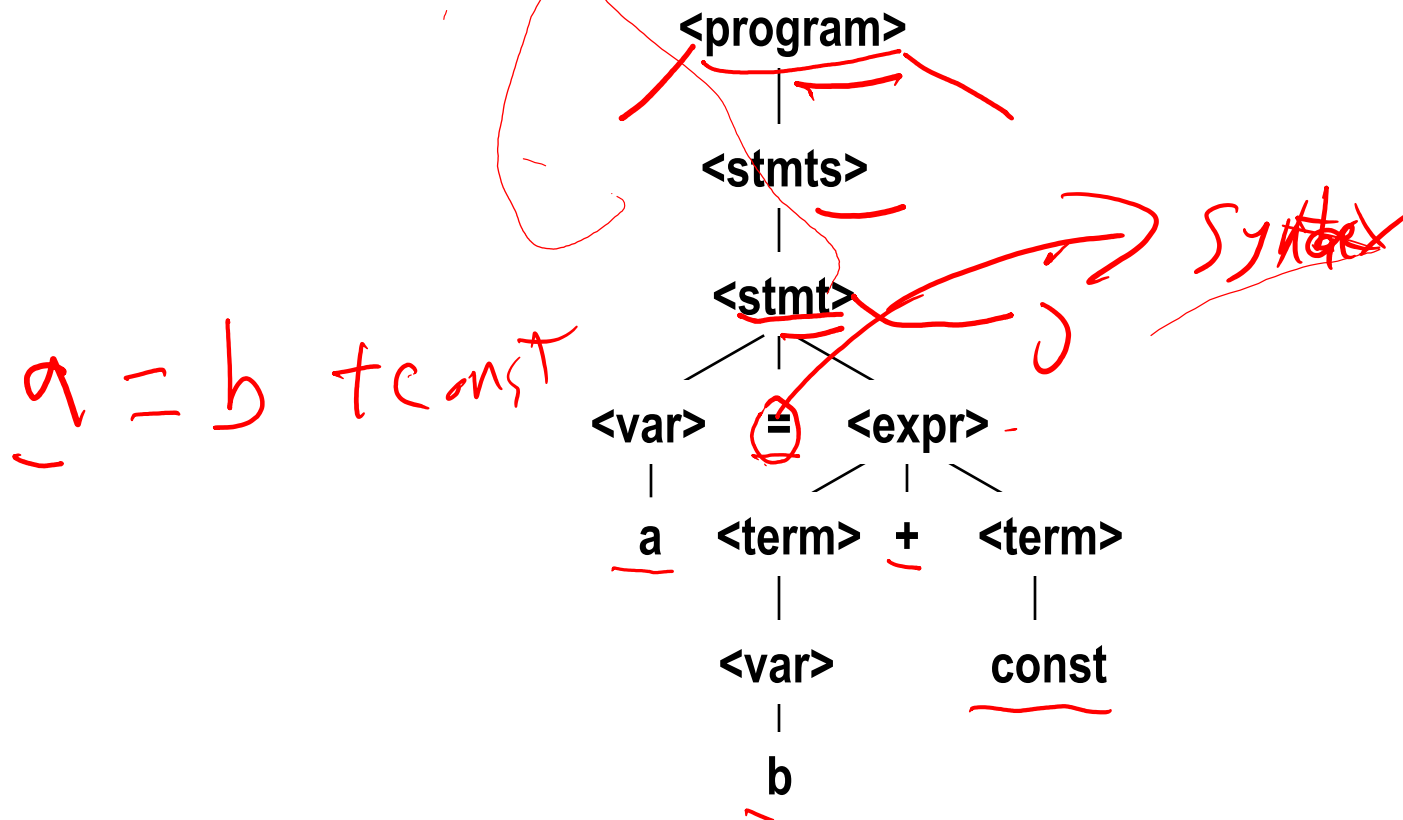 <program>
<stmts>
<stmt>
syntax
a = b + const
<var> = <expr>
a <term> + <term>
<var> const
b